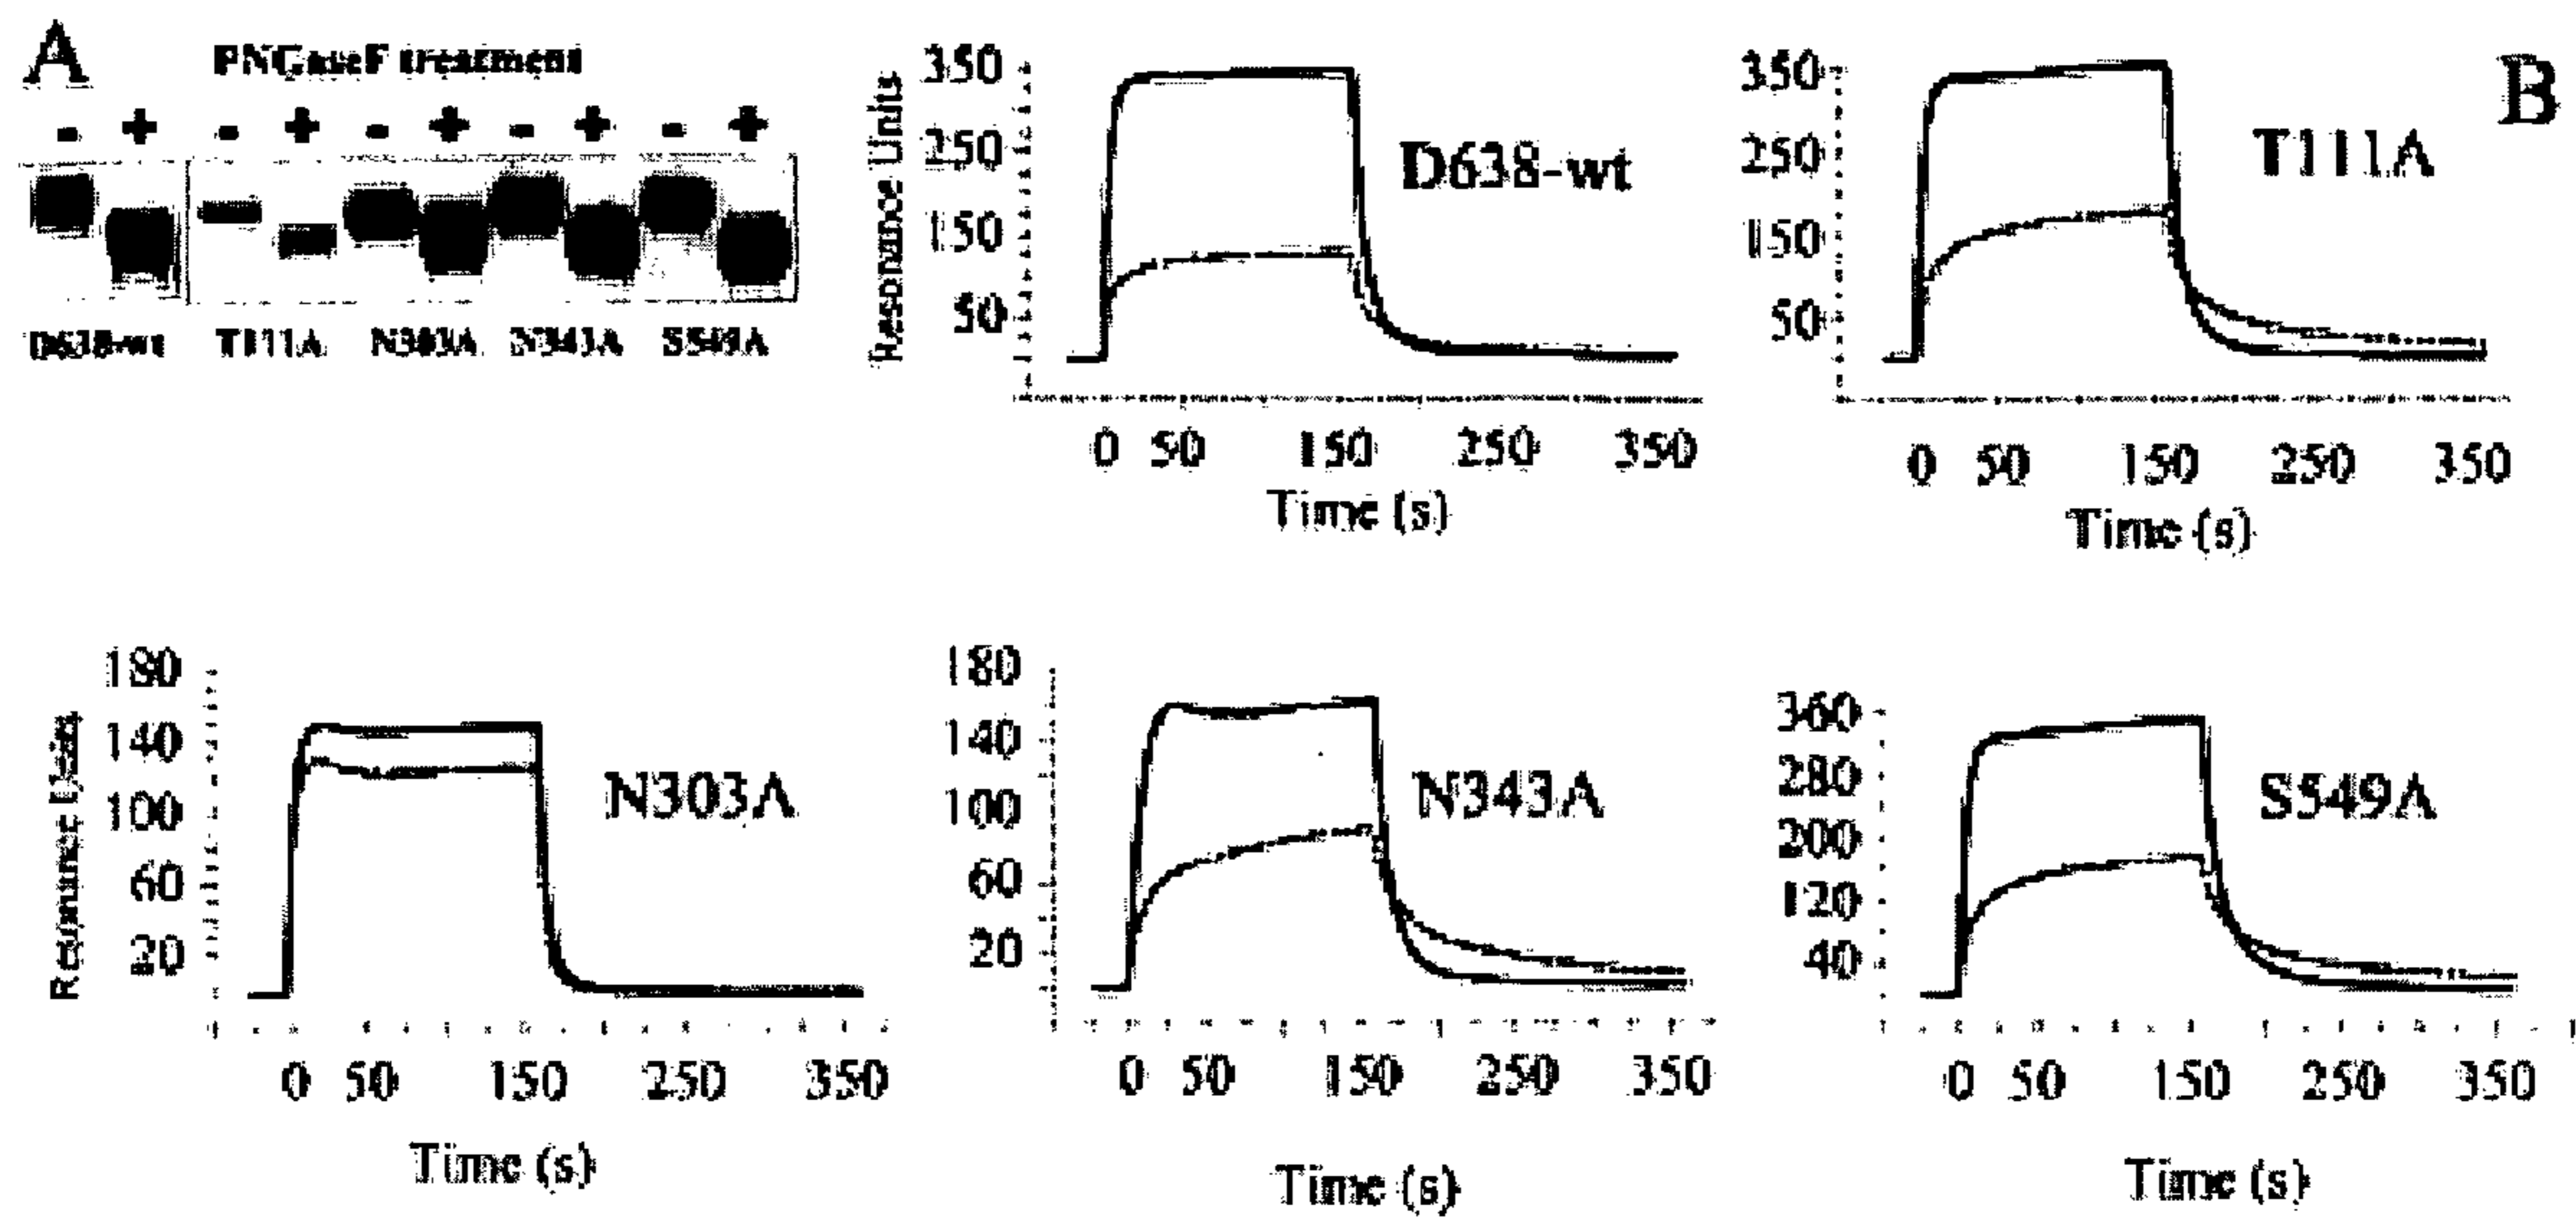 A
PNGaseF treatment
- + - + - + - + - +
D638-wt T111A N303A N343A S549A
B
Resonance Units
350
250
150
50
D638-wt
0 50 150 250 350
Time (s)
350
250
150
50
T111A
0 50 150 250 350
Time (s)
180
140
100
60
20
N303A
0 50 150 250 350
Time (s)
180
140
100
60
20
N343A
0 50 150 250 350
Time (s)
360
280
200
120
40
S549A
0 50 150 250 350
Time (s)